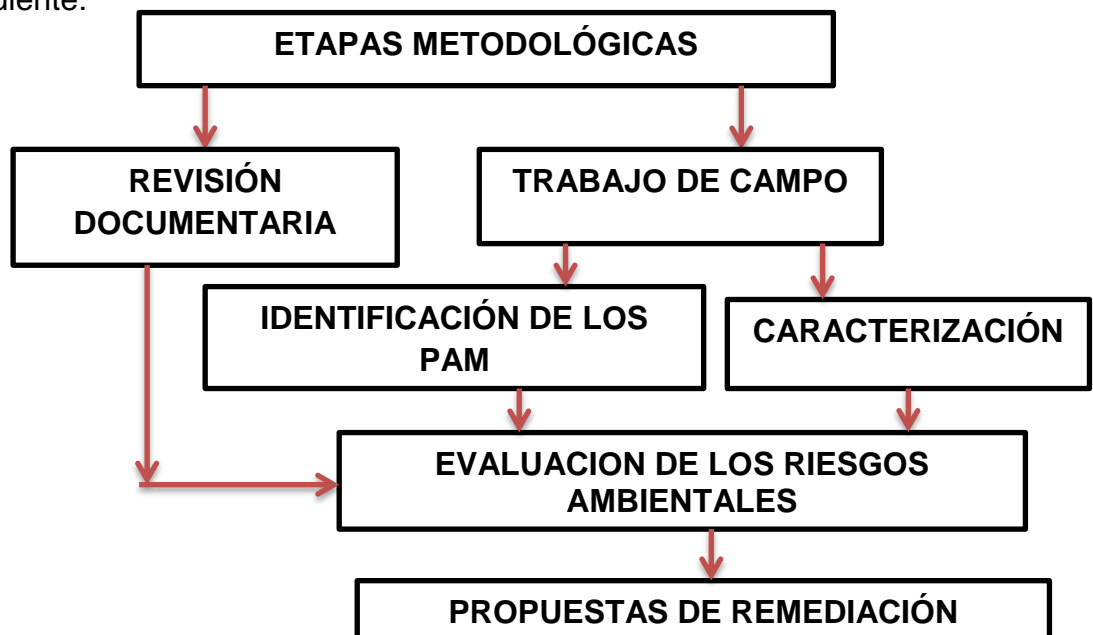 diente:
ETAPAS METODOLÓGICAS
REVISIÓN
DOCUMENTARIA
TRABAJO DE CAMPO
IDENTIFICACIÓN DE LOS
PAM
CARACTERIZACIÓN
EVALUACION DE LOS RIESGOS
AMBIENTALES
PROPUESTAS DE REMEDIACIÓN